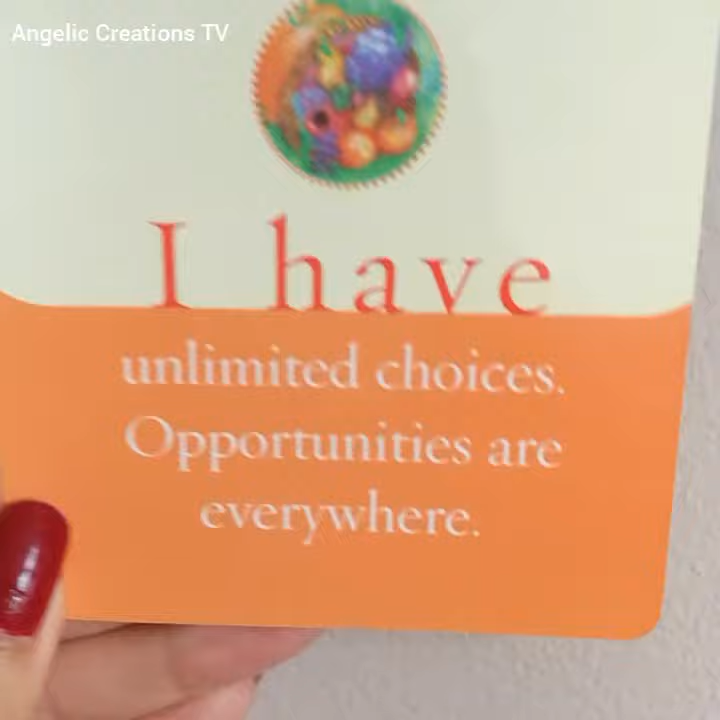 Angelic Creations TV
I have
unlimited choices.
Opportunities are
everywhere.